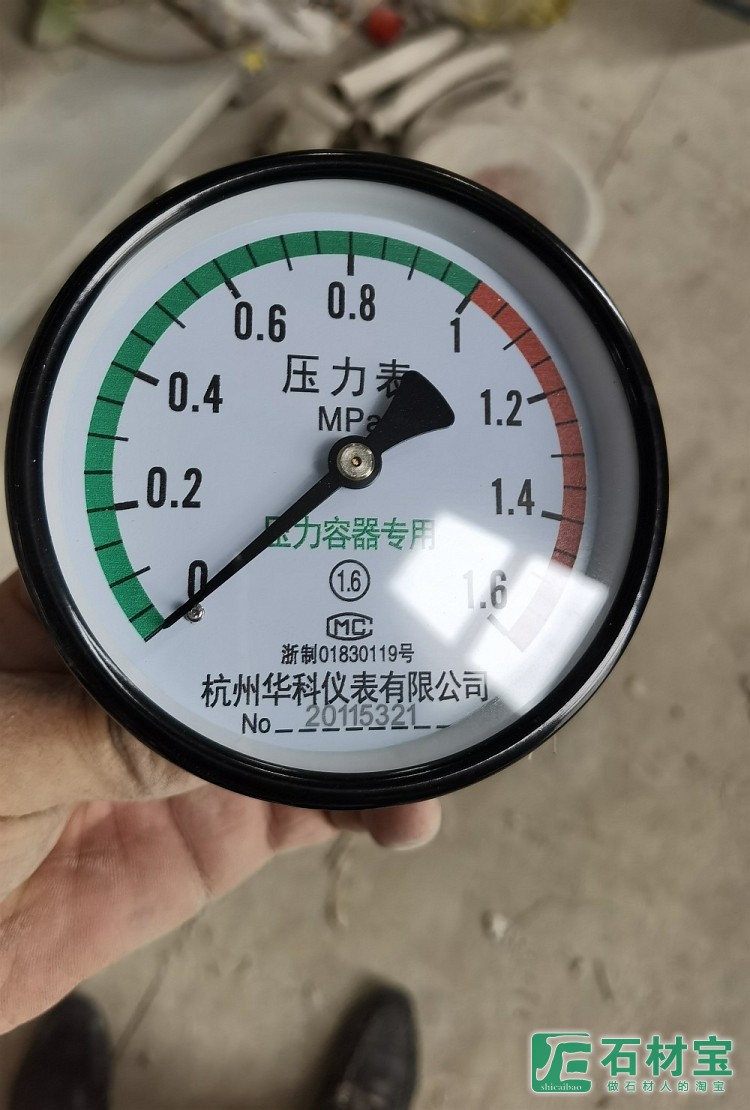 0.8
0.6
1
0.4
1.2
0.2
1.4
0
1.6
压力表
MPa
压力容器专用
1.6
MC
浙制01830119号
杭州华科仪表有限公司
No 20115321
石材宝
shicaibao
做石材人的淘宝